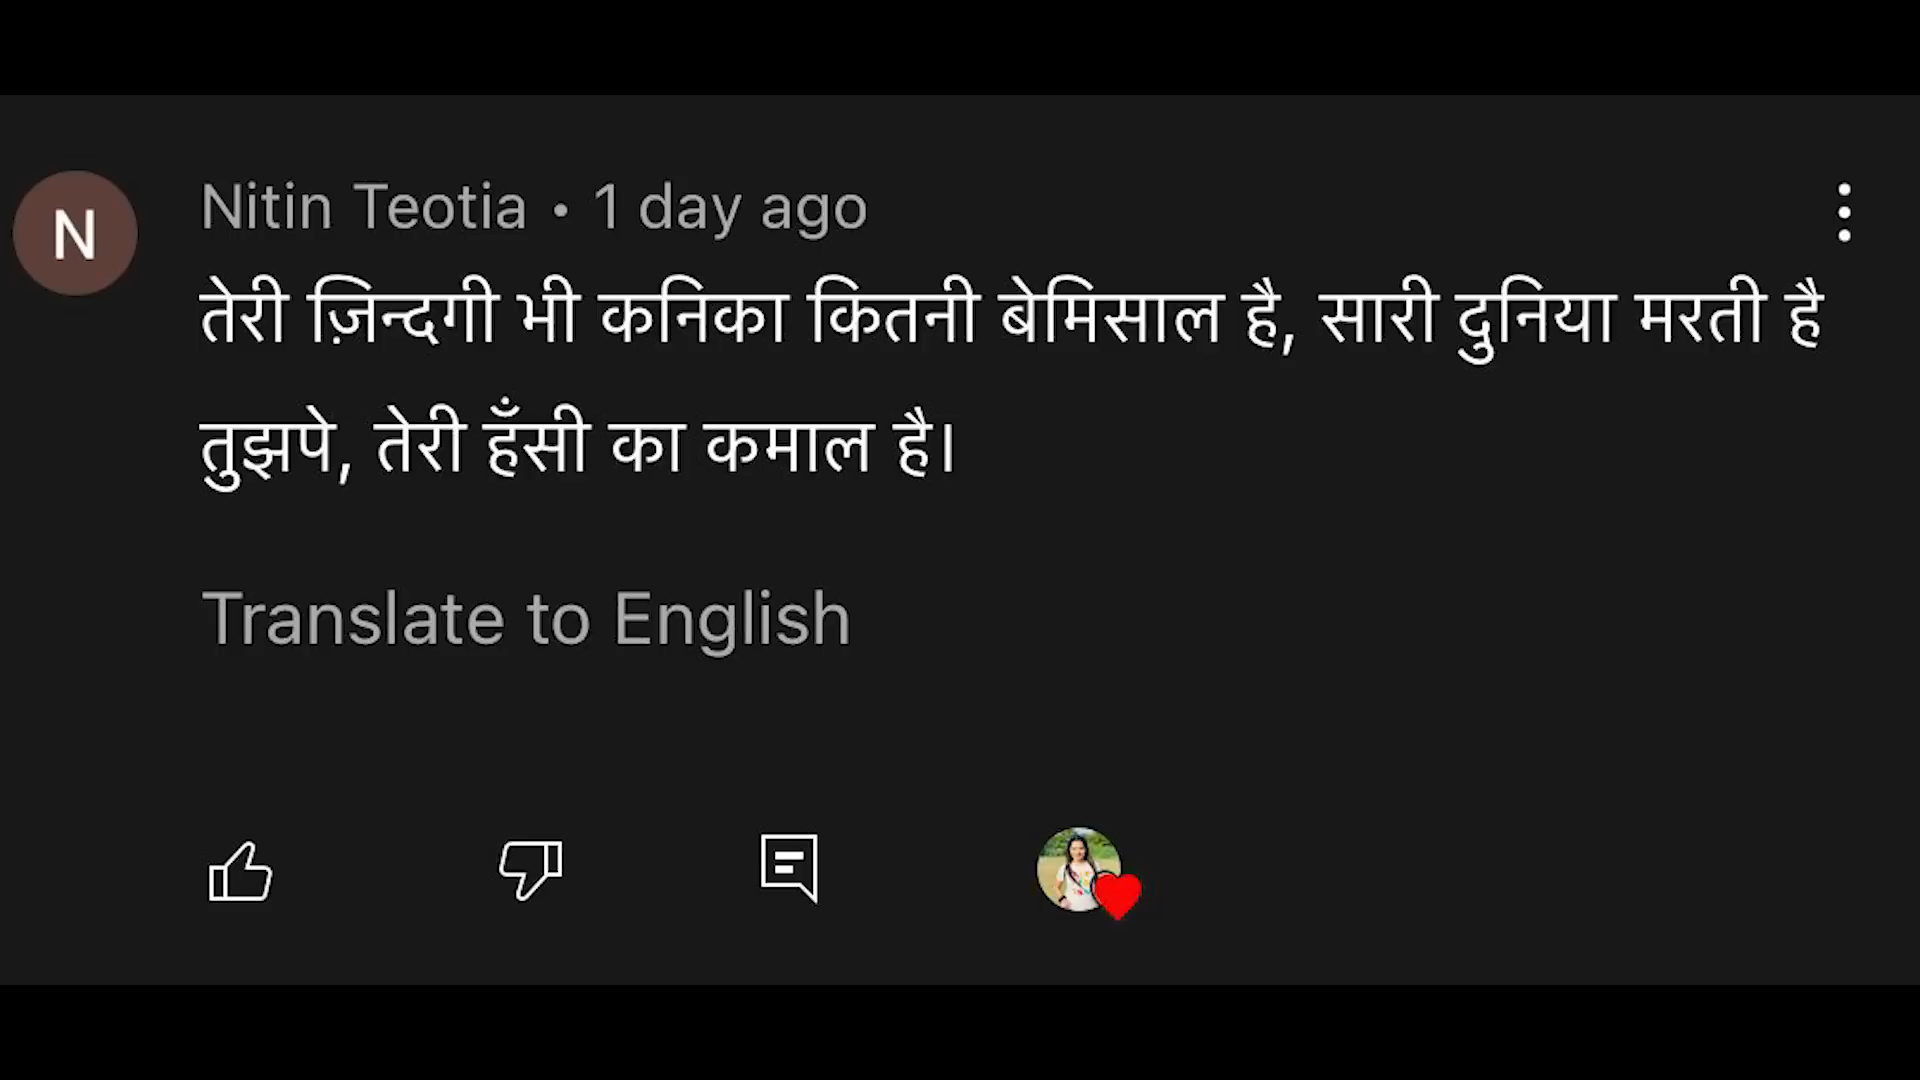 N
Nitin Teotia • 1 day ago
तेरी ज़िन्दगी भी कनिका कितनी बेमिसाल है, सारी दुनिया मरती है
तुझपे, तेरी हँसी का कमाल है।
Translate to English